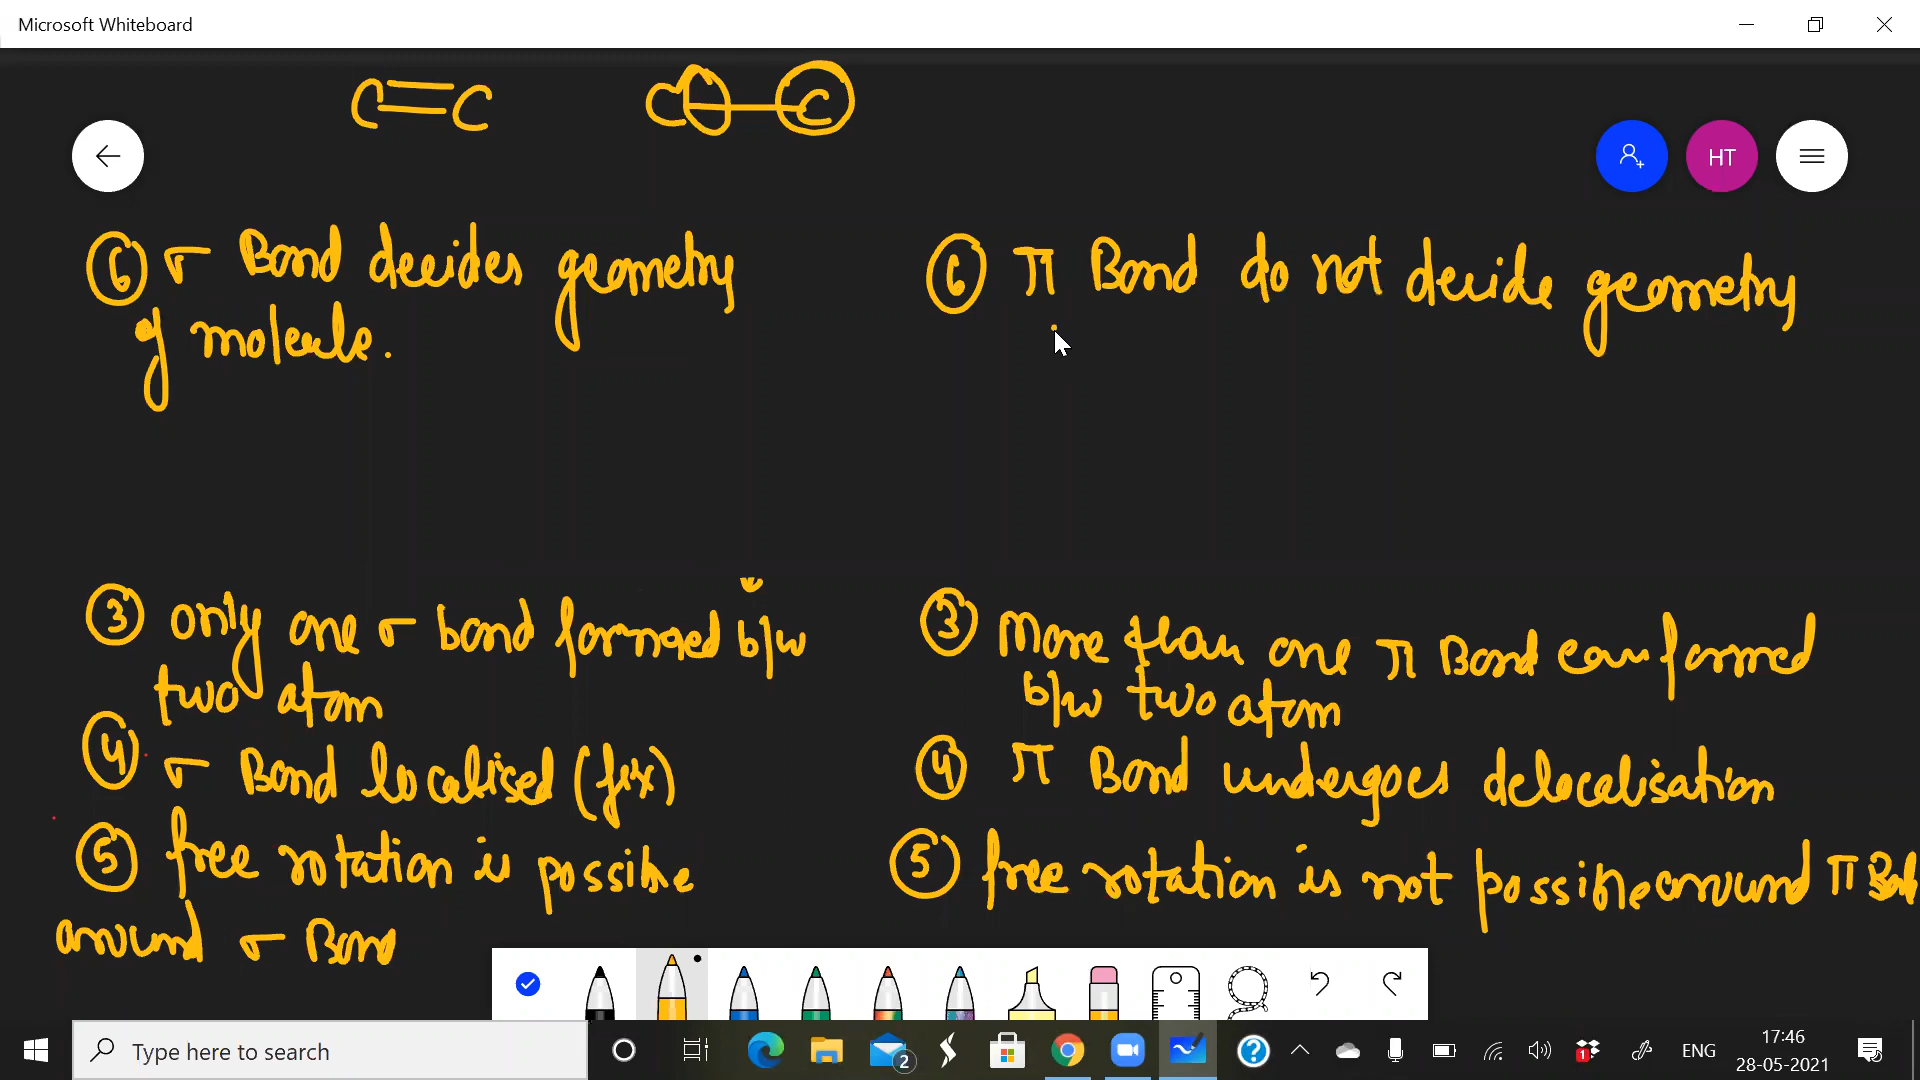 Microsoft Whiteboard
C=C C-C
HT
⑥ σ Bond decides geometry
of molecule.
⑥ π Bond do not decide geometry
③ only one σ bond formed b/w
two atom
③ More than one π Bond can formed
b/w two atom
④ σ Bond localised (fix)
④ π Bond undergoes delocalisation
⑤ free rotation is possible
around σ Bond
⑤ free rotation is not possible around π Bond
Type here to search
2
1
ENG
17:46
28-05-2021